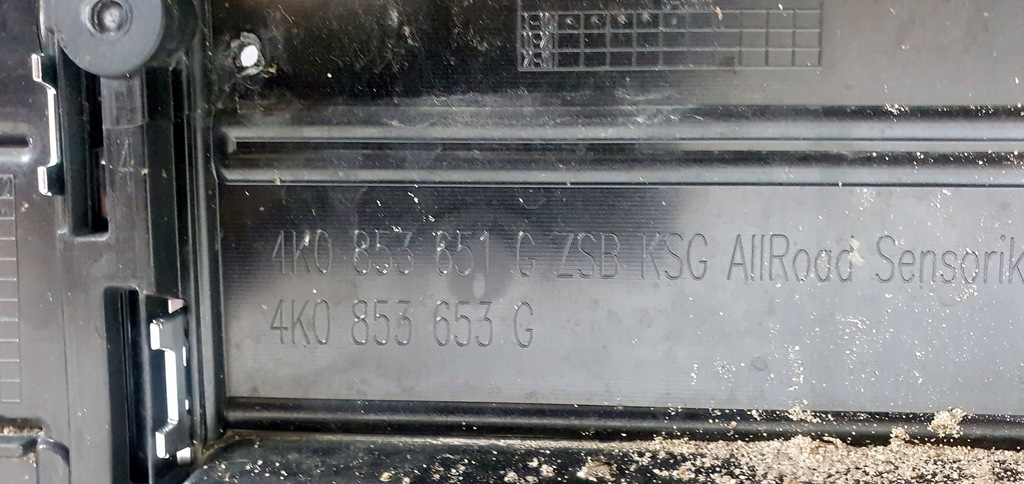 4K0 853 651 G ZSB KSG AllRoad Sensorik
4K0 853 653 G